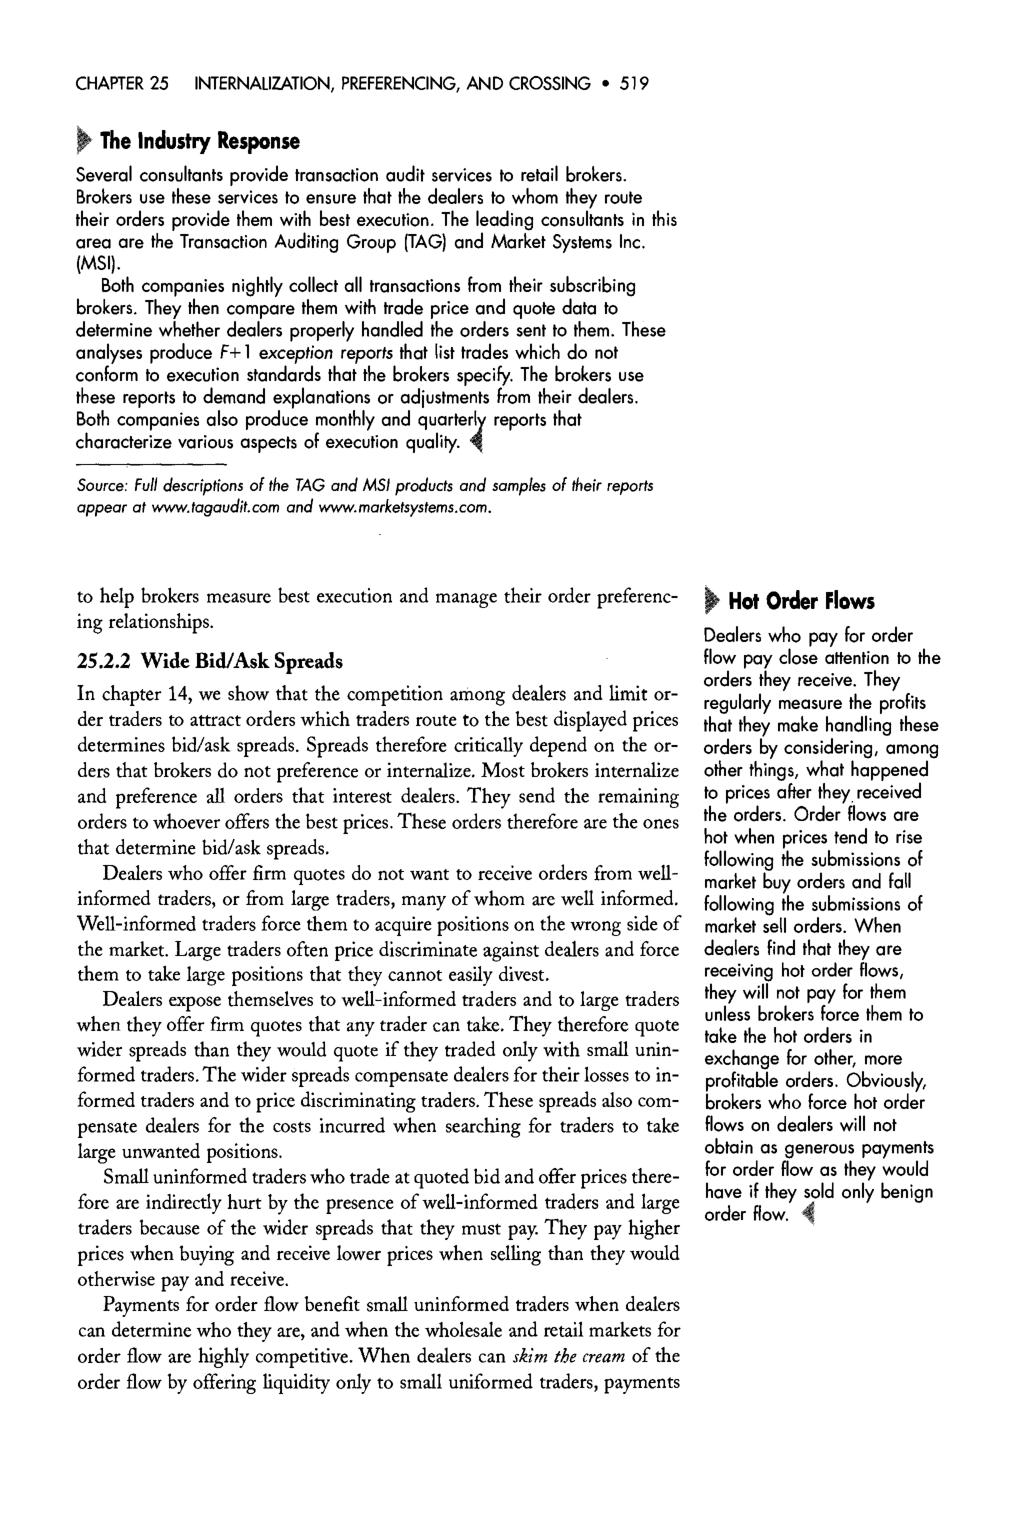 CHAPTER 25 INTERNALIZATION, PREFERENCING, AND CROSSING • 519
The Industry Response
Several consultants provide transaction audit services to retail brokers.
Brokers use these services to ensure that the dealers to whom they route
their orders provide them with best execution. The leading consultants in this
area are the Transaction Auditing Group (TAG) and Market Systems Inc.
(MSI).
Both companies nightly collect all transactions from their subscribing
brokers. They then compare them with trade price and quote data to
determine whether dealers properly handled the orders sent to them. These
analyses produce F+1 exception reports that list trades which do not
conform to execution standards that the brokers specify. The brokers use
these reports to demand explanations or adjustments from their dealers.
Both companies also produce monthly and quarterly reports that
characterize various aspects of execution quality.
Source: Full descriptions of the TAG and MSI products and samples of their reports
appear at www.tagaudit.com and www.marketsystems.com.
to help brokers measure best execution and manage their order preferenc-
ing relationships.
25.2.2 Wide Bid/Ask Spreads
In chapter 14, we show that the competition among dealers and limit or-
der traders to attract orders which traders route to the best displayed prices
determines bid/ask spreads. Spreads therefore critically depend on the or-
ders that brokers do not preference or internalize. Most brokers internalize
and preference all orders that interest dealers. They send the remaining
orders to whoever offers the best prices. These orders therefore are the ones
that determine bid/ask spreads.
Dealers who offer firm quotes do not want to receive orders from well-
informed traders, or from large traders, many of whom are well informed.
Well-informed traders force them to acquire positions on the wrong side of
the market. Large traders often price discriminate against dealers and force
them to take large positions that they cannot easily divest.
Dealers expose themselves to well-informed traders and to large traders
when they offer firm quotes that any trader can take. They therefore quote
wider spreads than they would quote if they traded only with small unin-
formed traders. The wider spreads compensate dealers for their losses to in-
formed traders and to price discriminating traders. These spreads also com-
pensate dealers for the costs incurred when searching for traders to take
large unwanted positions.
Small uninformed traders who trade at quoted bid and offer prices there-
fore are indirectly hurt by the presence of well-informed traders and large
traders because of the wider spreads that they must pay. They pay higher
prices when buying and receive lower prices when selling than they would
otherwise pay and receive.
Payments for order flow benefit small uninformed traders when dealers
can determine who they are, and when the wholesale and retail markets for
order flow are highly competitive. When dealers can skim the cream of the
order flow by offering liquidity only to small uniformed traders, payments
Hot Order Flows
Dealers who pay for order
flow pay close attention to the
orders they receive. They
regularly measure the profits
that they make handling these
orders by considering, among
other things, what happened
to prices after they received
the orders. Order flows are
hot when prices tend to rise
following the submissions of
market buy orders and fall
following the submissions of
market sell orders. When
dealers find that they are
receiving hot order flows,
they will not pay for them
unless brokers force them to
take the hot orders in
exchange for other, more
profitable orders. Obviously,
brokers who force hot order
flows on dealers will not
obtain as generous payments
for order flow as they would
have if they sold only benign
order flow.